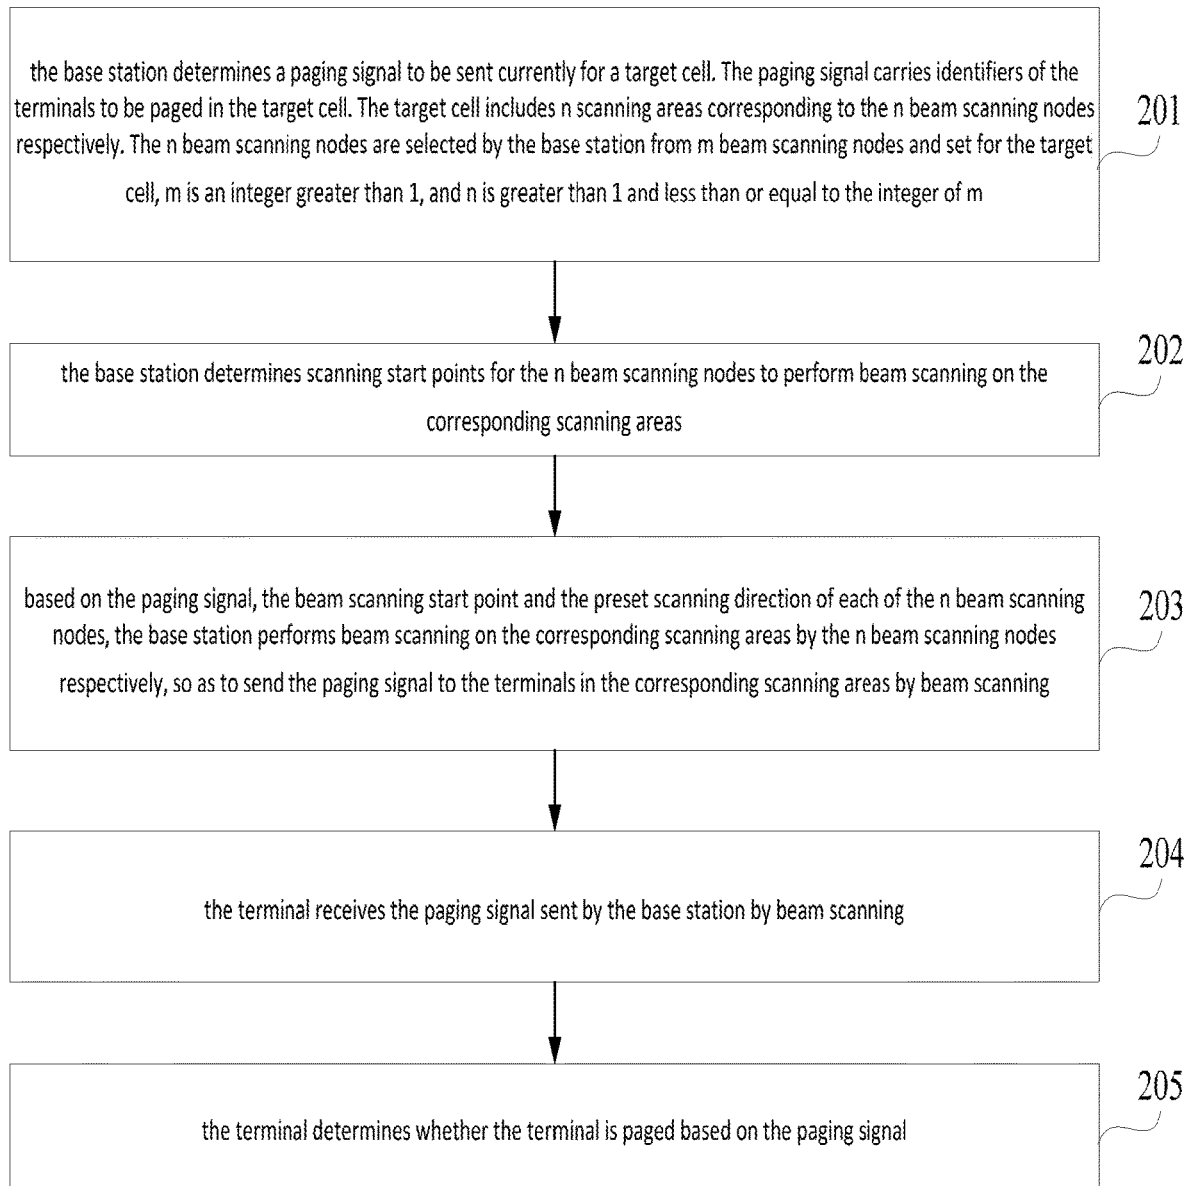 the base station determines a paging signal to be sent currently for a target cell. The paging signal carries identifiers of the
terminals to be paged in the target cell. The target cell includes n scanning areas corresponding to the n beam scanning nodes
respectively. The n beam scanning nodes are selected by the base station from m beam scanning nodes and set for the target
cell, m is an integer greater than 1, and n is greater than 1 and less than or equal to the integer of m
201
the base station determines scanning start points for the n beam scanning nodes to perform beam scanning on the
corresponding scanning areas
202
based on the paging signal, the beam scanning start point and the preset scanning direction of each of the n beam scanning
nodes, the base station performs beam scanning on the corresponding scanning areas by the n beam scanning nodes
respectively, so as to send the paging signal to the terminals in the corresponding scanning areas by beam scanning
203
the terminal receives the paging signal sent by the base station by beam scanning
204
the terminal determines whether the terminal is paged based on the paging signal
205